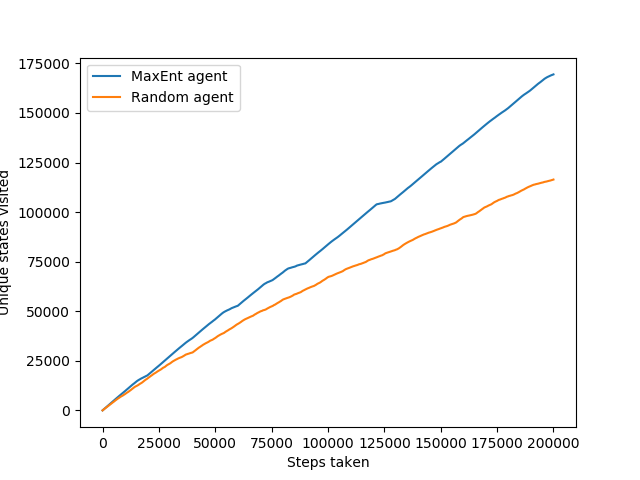 175000
150000
125000
100000
75000
50000
25000
0
MaxEnt agent
Random agent
Unique states visited
0 25000 50000 75000 100000 125000 150000 175000 200000
Steps taken